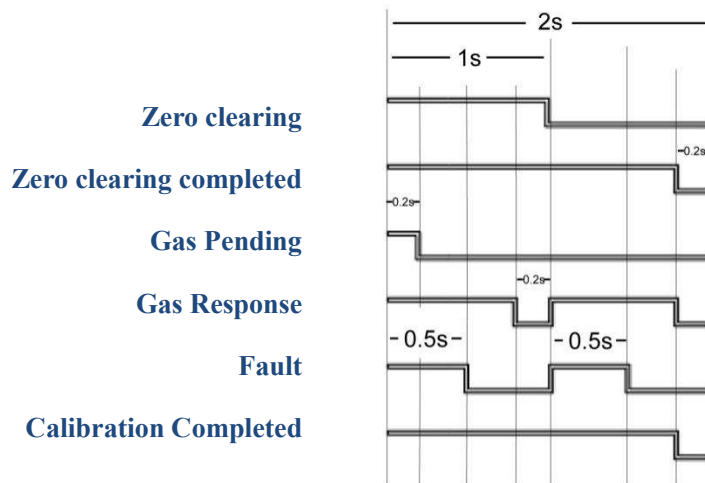 2s
1s
Zero clearing
0.2s
Zero clearing completed
0.2s
Gas Pending
0.2s
Gas Response
0.5s 0.5s
Fault
Calibration Completed